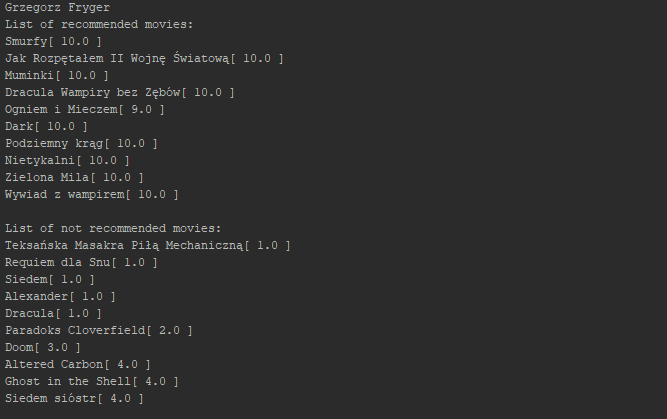 Grzegorz Fryger
List of recommended movies:
Smurfy[ 10.0 ]
Jak Rozpętałem II Wojnę Światową[ 10.0 ]
Muminki[ 10.0 ]
Dracula Wampiry bez Zębów[ 10.0 ]
Ogniem i Mieczem[ 9.0 ]
Dark[ 10.0 ]
Podziemny krąg[ 10.0 ]
Nietykalni[ 10.0 ]
Zielona Mila[ 10.0 ]
Wywiad z wampirem[ 10.0 ]
List of not recommended movies:
Teksańska Masakra Piłą Mechaniczną[ 1.0 ]
Requiem dla Snu[ 1.0 ]
Siedem[ 1.0 ]
Alexander[ 1.0 ]
Dracula[ 1.0 ]
Paradoks Cloverfield[ 2.0 ]
Doom[ 3.0 ]
Altered Carbon[ 4.0 ]
Ghost in the Shell[ 4.0 ]
Siedem sióstr[ 4.0 ]